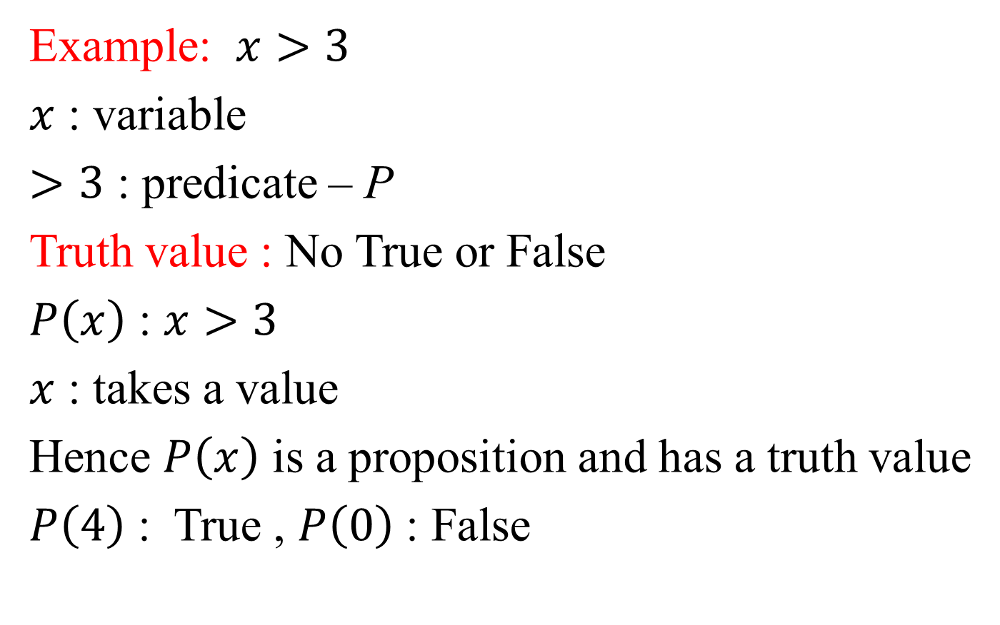 Example: x > 3
x : variable
> 3 : predicate – P
Truth value : No True or False
P(x) : x > 3
x : takes a value
Hence P(x) is a proposition and has a truth value
P(4) : True , P(0) : False